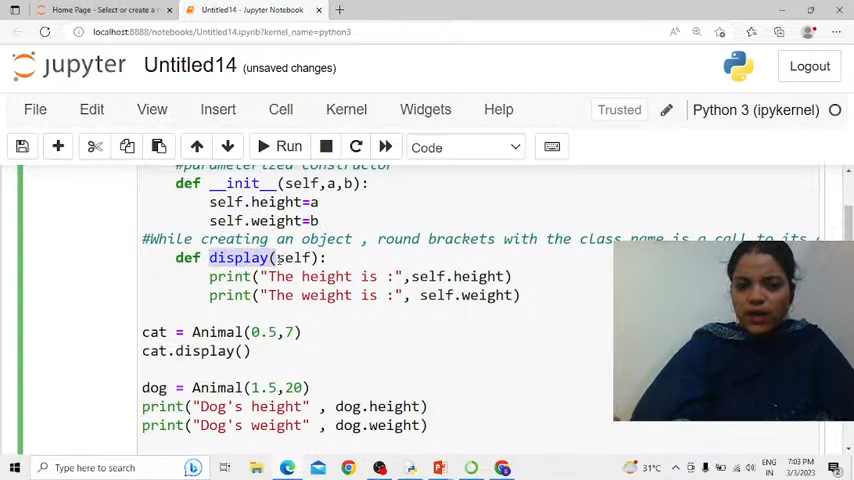 Home Page - Select or create a n
Untitled14 - Jupyter Notebook
localhost:8888/notebooks/Untitled14.ipynb?kernel_name=python3
jupyter Untitled14 (unsaved changes)
Logout
File Edit View Insert Cell Kernel Widgets Help
Trusted
Python 3 (ipykernel)
Run
Code
#parameterized constructor
def __init__(self,a,b):
self.height=a
self.weight=b
#While creating an object , round brackets with the class name is a call to its
def display(self):
print("The height is :",self.height)
print("The weight is :", self.weight)
cat = Animal(0.5,7)
cat.display()
dog = Animal(1.5,20)
print("Dog's height" , dog.height)
print("Dog's weight" , dog.weight)
Type here to search
31°C
ENG
IN
7:03 PM
3/3/2023
2